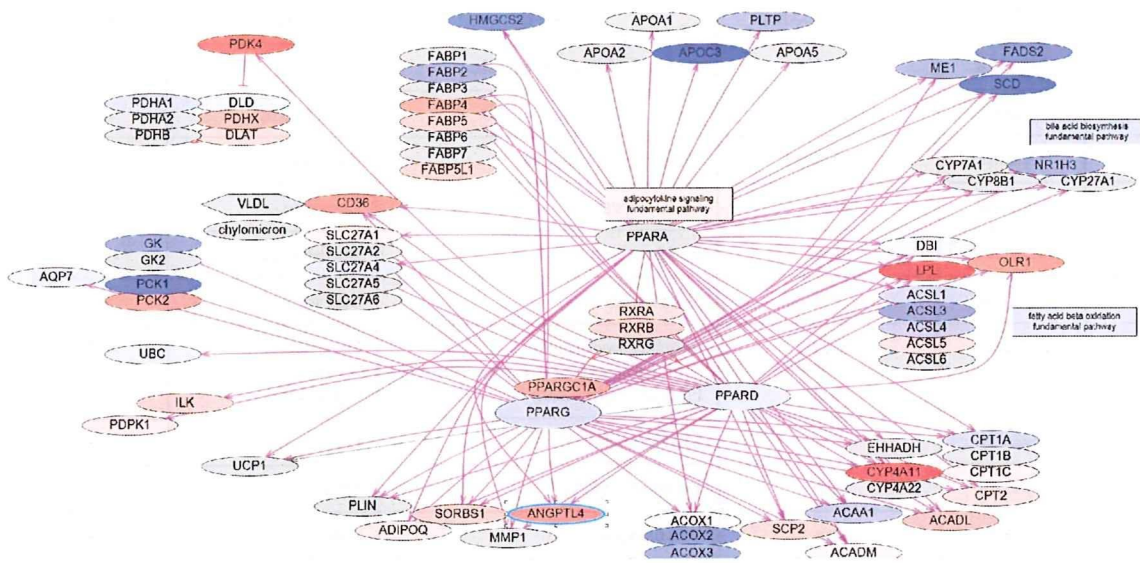 HMGCS2
APOA1
PLTP
PDK4
APOA2
APOC3
APOA5
FADS2
ME1
SCD
FABP1
FABP2
FABP3
FABP4
FABP5
FABP6
FABP7
FABP5L1
PDHA1
DLD
PDHA2
PDHX
PDHB
DLAT
bile acid biosynthesis
fundamental pathway
CYP7A1
NR1H3
CYP8B1
CYP27A1
adipocytokine signaling
fundamental pathway
VLDL
CD36
chylomicron
PPARA
SLC27A1
SLC27A2
SLC27A4
SLC27A5
SLC27A6
GK
GK2
AQP7
PCK1
PCK2
DBI
LPL
OLR1
ACSL1
ACSL3
ACSL4
ACSL5
ACSL6
fatty acid beta oxidation
fundamental pathway
RXRA
RXRB
RXRG
UBC
PPARGC1A
PPARG
PPARD
ILK
PDPK1
UCP1
EHHADH
CYP4A11
CYP4A22
CPT1A
CPT1B
CPT1C
CPT2
PLIN
ADIPOQ
SORBS1
MMP1
ANGPTL4
ACOX1
ACOX2
ACOX3
SCP2
ACAA1
ACADM
ACADL